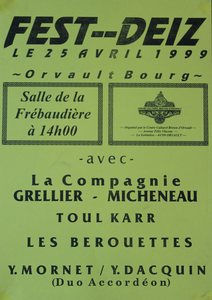 FEST--DEIZ
LE 25 AVRIL 1999
~Orvault Bourg~
Salle de la
Frébaudière
à 14h00
-avec-
La Compagnie
GRELLIER - MICHENEAU
TOUL KARR
LES BEROUETTES
Y.MORNET / Y.DACQUIN
(Duo Accordéon)